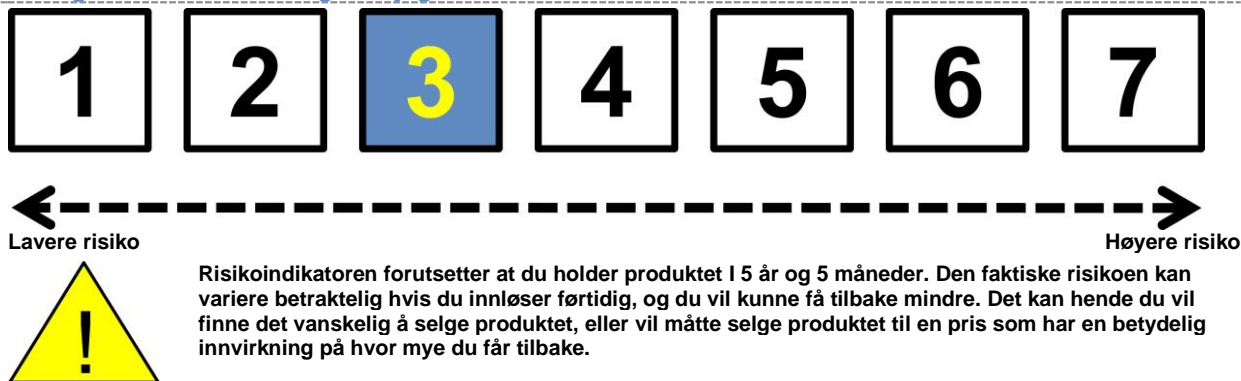 1 2 3 4 5 6 7
Lavere risiko Høyere risiko
Risikoindikatoren forutsetter at du holder produktet I 5 år og 5 måneder. Den faktiske risikoen kan
variere betraktelig hvis du innløser førtidig, og du vil kunne få tilbake mindre. Det kan hende du vil
finne det vanskelig å selge produktet, eller vil måtte selge produktet til en pris som har en betydelig
innvirkning på hvor mye du får tilbake.
!